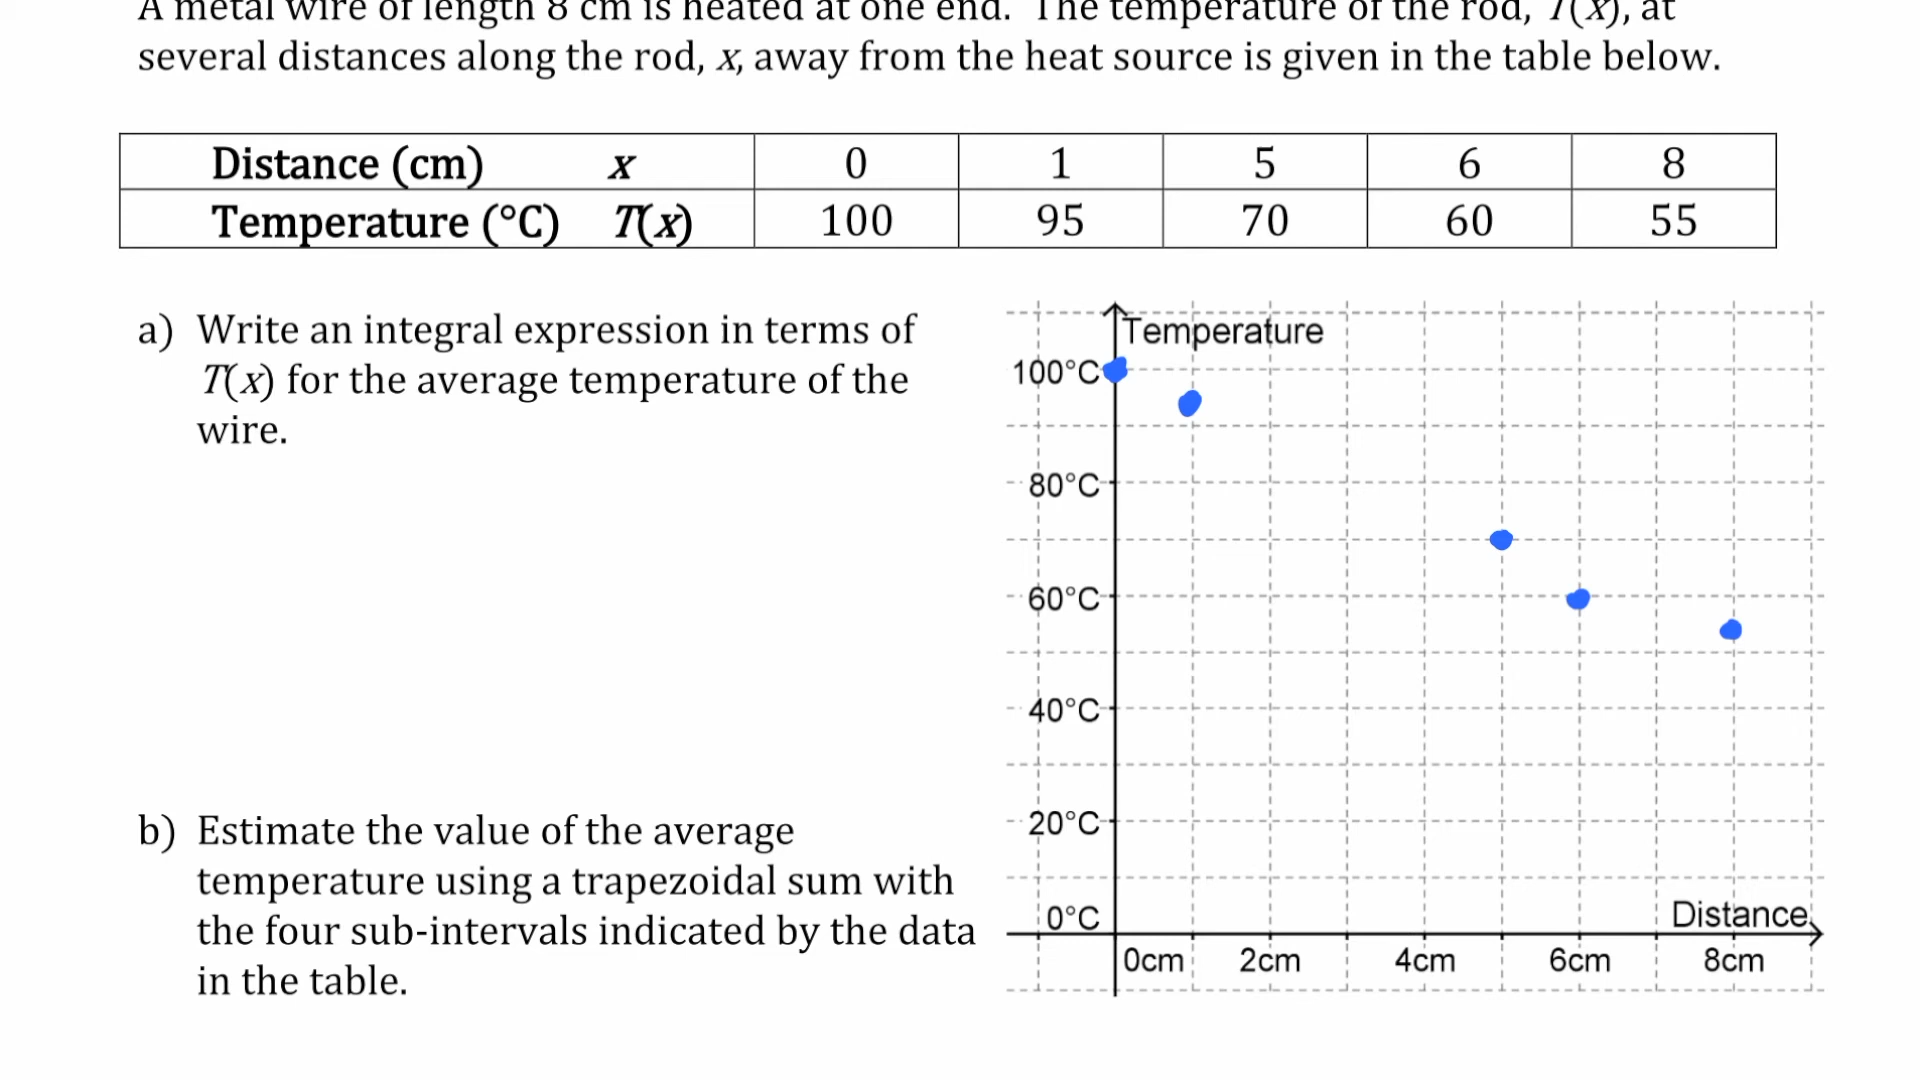 A metal wire of length 8 cm is heated at one end. The temperature of the rod, T(x), at
several distances along the rod, x, away from the heat source is given in the table below.
Distance (cm) x 0 1 5 6 8
Temperature (°C) T(x) 100 95 70 60 55
a) Write an integral expression in terms of
T(x) for the average temperature of the
wire.
b) Estimate the value of the average
temperature using a trapezoidal sum with
the four sub-intervals indicated by the data
in the table.
Temperature
100°C
80°C
60°C
40°C
20°C
0°C
Distance
0cm 2cm 4cm 6cm 8cm